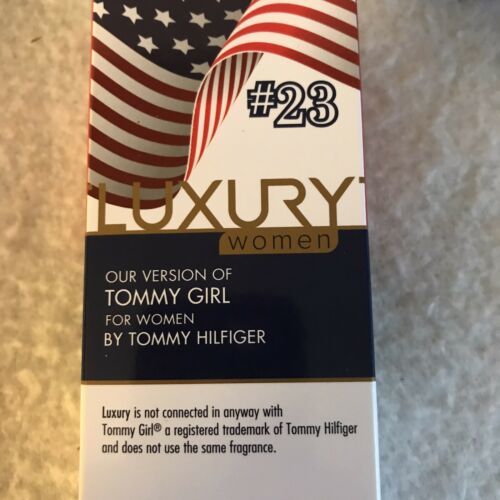 #23
LUXURY
women
OUR VERSION OF
TOMMY GIRL
FOR WOMEN
BY TOMMY HILFIGER
Luxury is not connected in anyway with
Tommy Girl® a registered trademark of Tommy Hilfiger
and does not use the same fragrance.